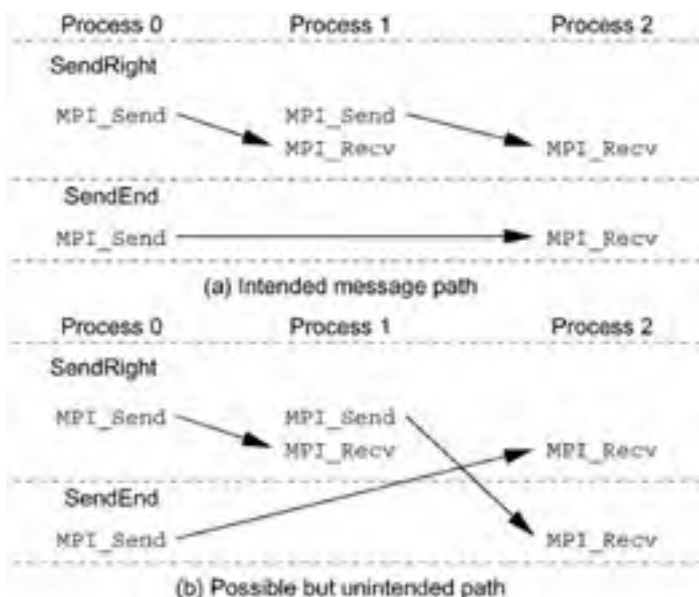 Process 0 Process 1 Process 2
SendRight
MPI_Send MPI_Send
MPI_Recv MPI_Recv
SendEnd
MPI_Send MPI_Recv
(a) Intended message path
Process 0 Process 1 Process 2
SendRight
MPI_Send MPI_Send
MPI_Recv MPI_Recv
SendEnd
MPI_Send MPI_Recv
(b) Possible but unintended path